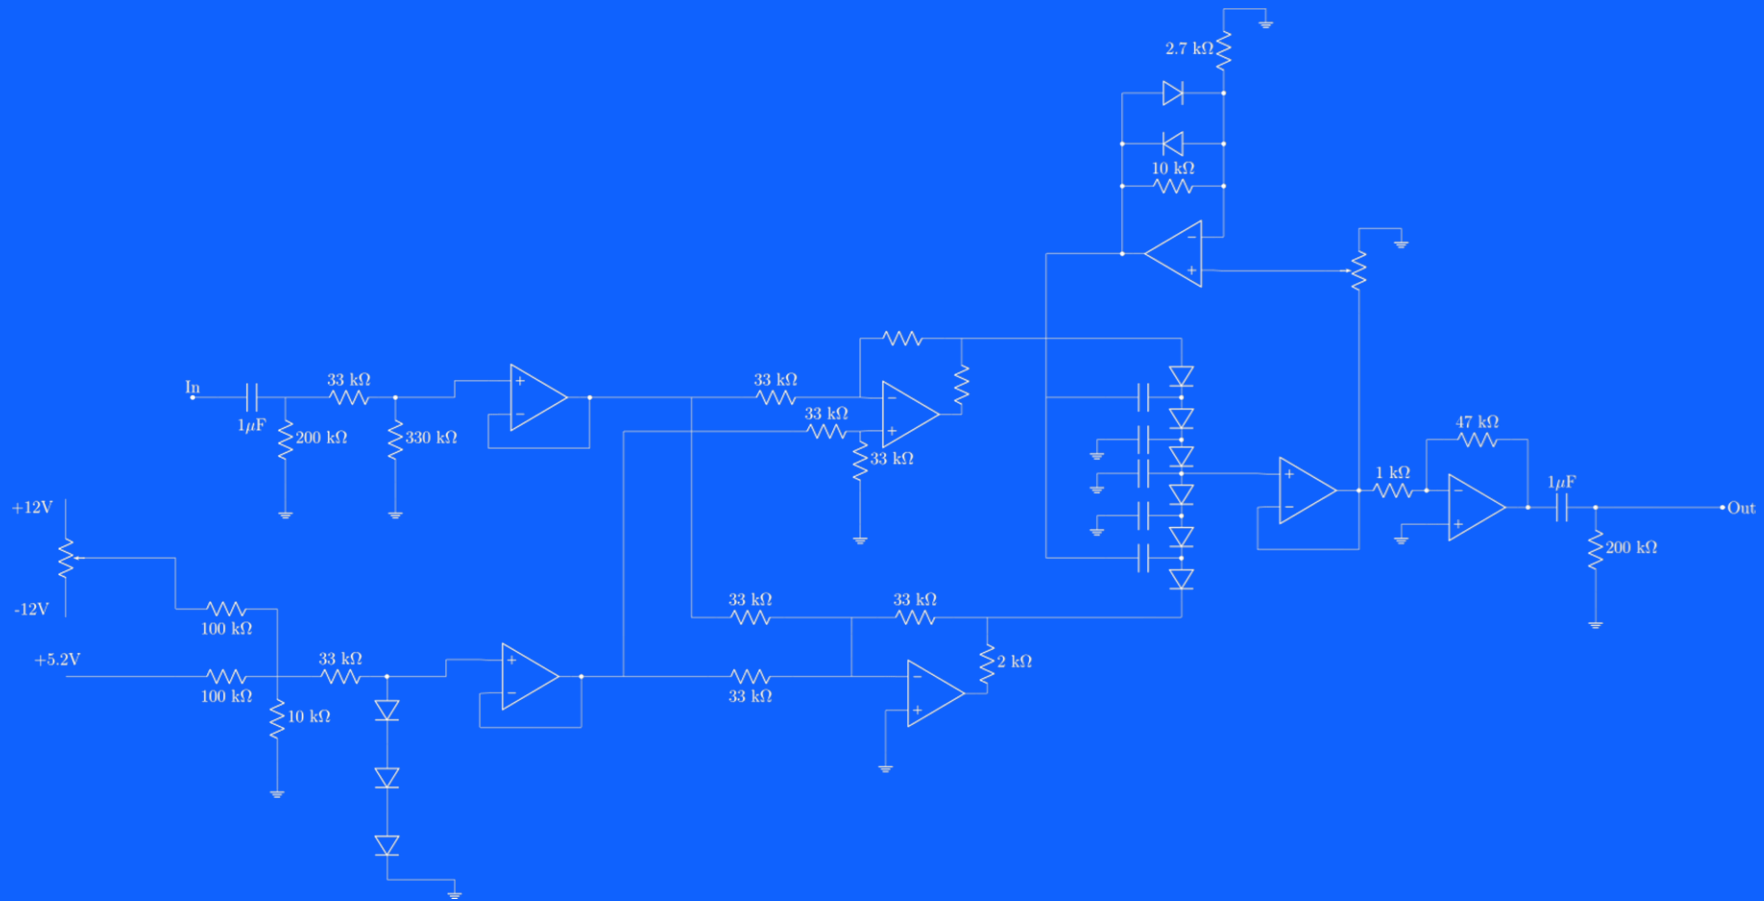 2.7 kΩ
10 kΩ
In
33 kΩ
1μF
200 kΩ
330 kΩ
+
−
33 kΩ
33 kΩ
33 kΩ
−
+
−
+
+
−
1 kΩ
47 kΩ
−
+
1μF
Out
200 kΩ
+12V
-12V
100 kΩ
+5.2V
100 kΩ
33 kΩ
10 kΩ
+
−
33 kΩ
33 kΩ
33 kΩ
2 kΩ
−
+